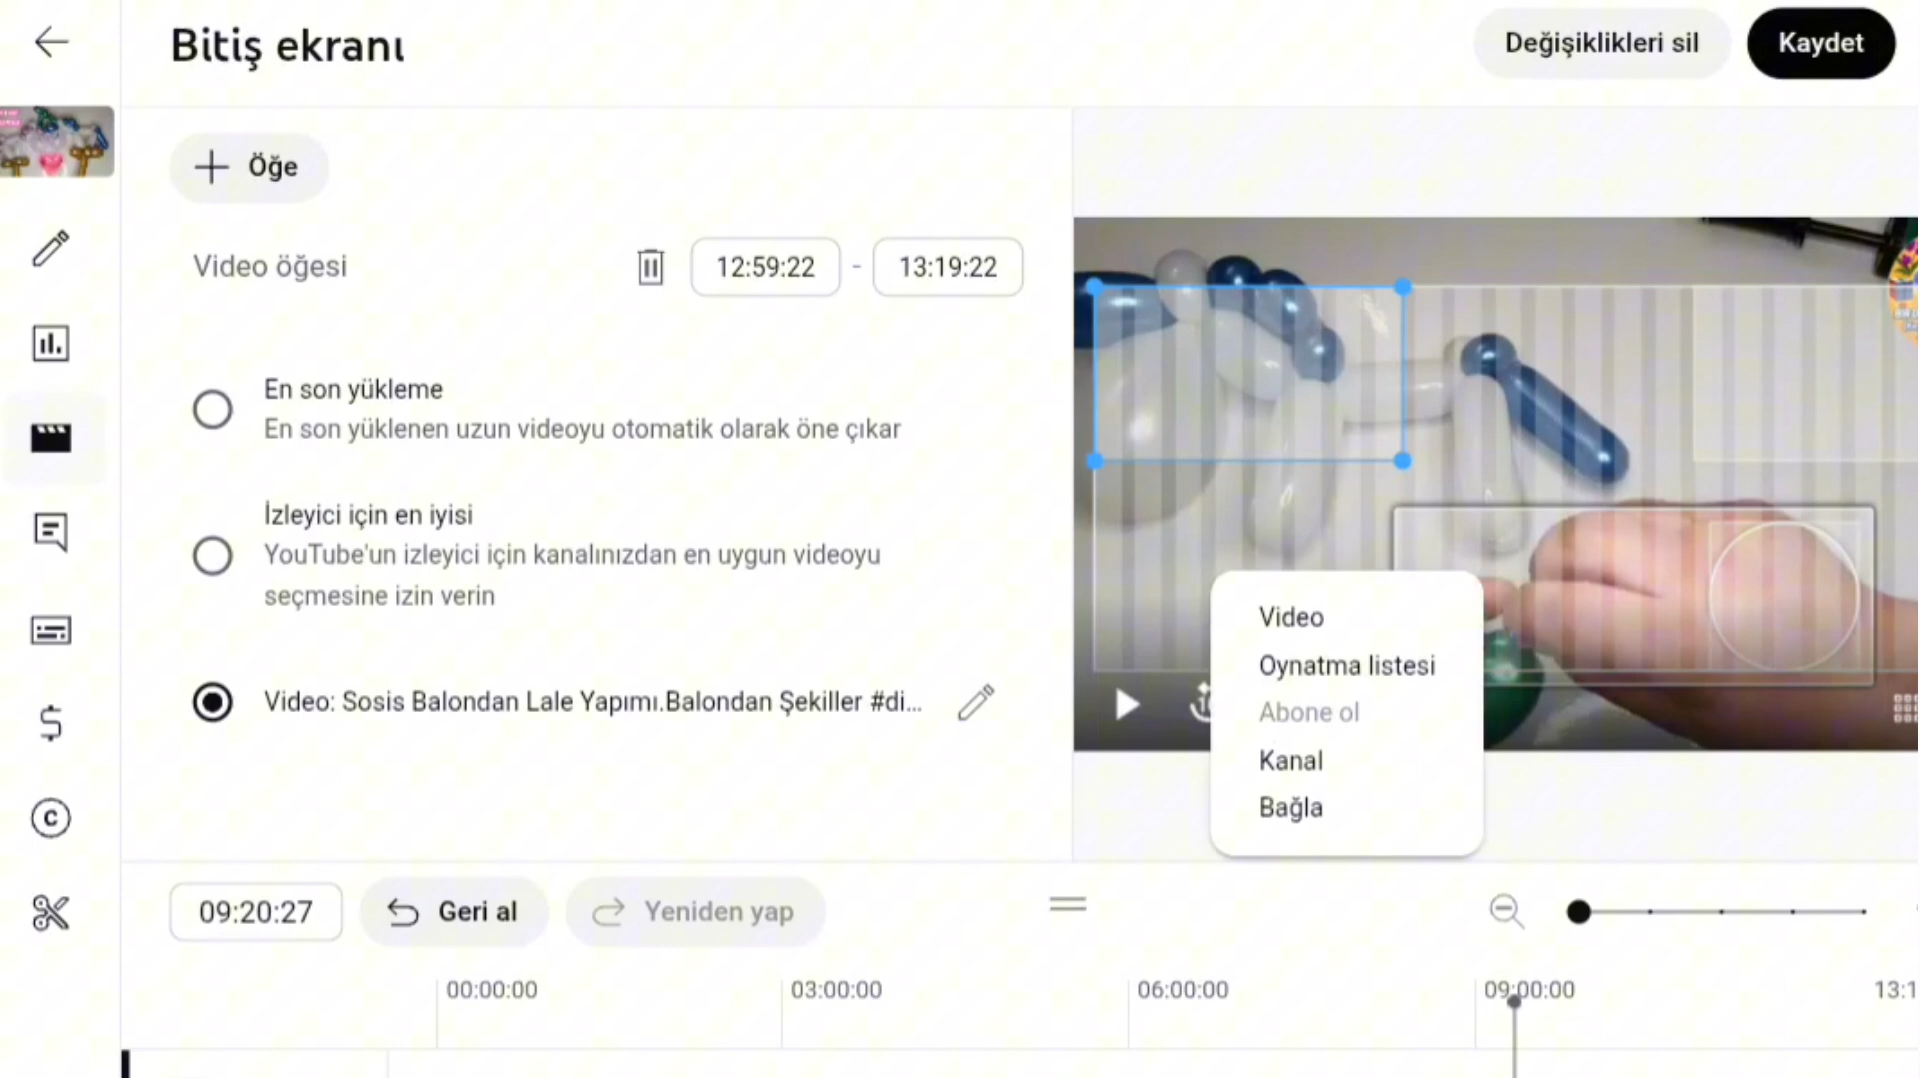 Bitiş ekranı
Değişiklikleri sil
Kaydet
Öğe
Video öğesi
12:59:22 - 13:19:22
En son yükleme
En son yüklenen uzun videoyu otomatik olarak öne çıkar
İzleyici için en iyisi
YouTube'un izleyici için kanalınızdan en uygun videoyu
seçmesine izin verin
Video: Sosis Balondan Lale Yapımı.Balondan Şekiller #di...
Video
Oynatma listesi
Abone ol
Kanal
Bağla
09:20:27
Geri al
Yeniden yap
00:00:00
03:00:00
06:00:00
09:00:00
13:1